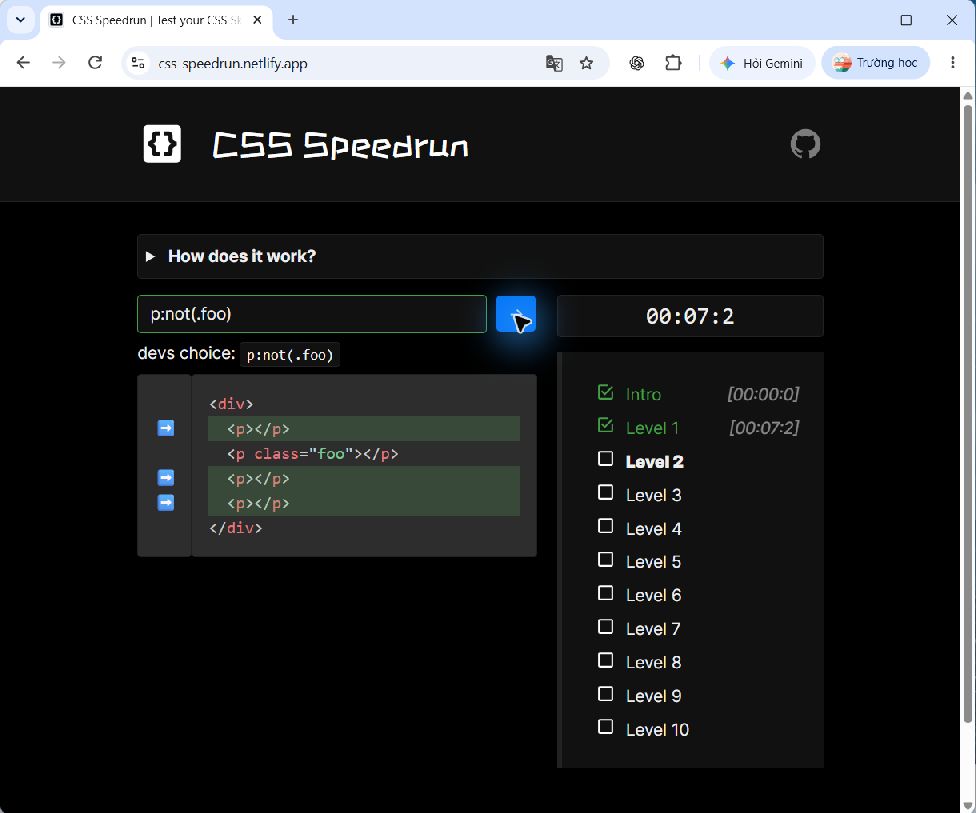 CSS Speedrun | Test your CSS Sk
css-speedrun.netlify.app
Hỏi Gemini
Trường học
CSS Speedrun
How does it work?
p:not(.foo)
00:07:2
devs choice: p:not(.foo)
<div>
<p></p>
<p class="foo"></p>
<p></p>
<p></p>
</div>
Intro [00:00:0]
Level 1 [00:07:2]
Level 2
Level 3
Level 4
Level 5
Level 6
Level 7
Level 8
Level 9
Level 10